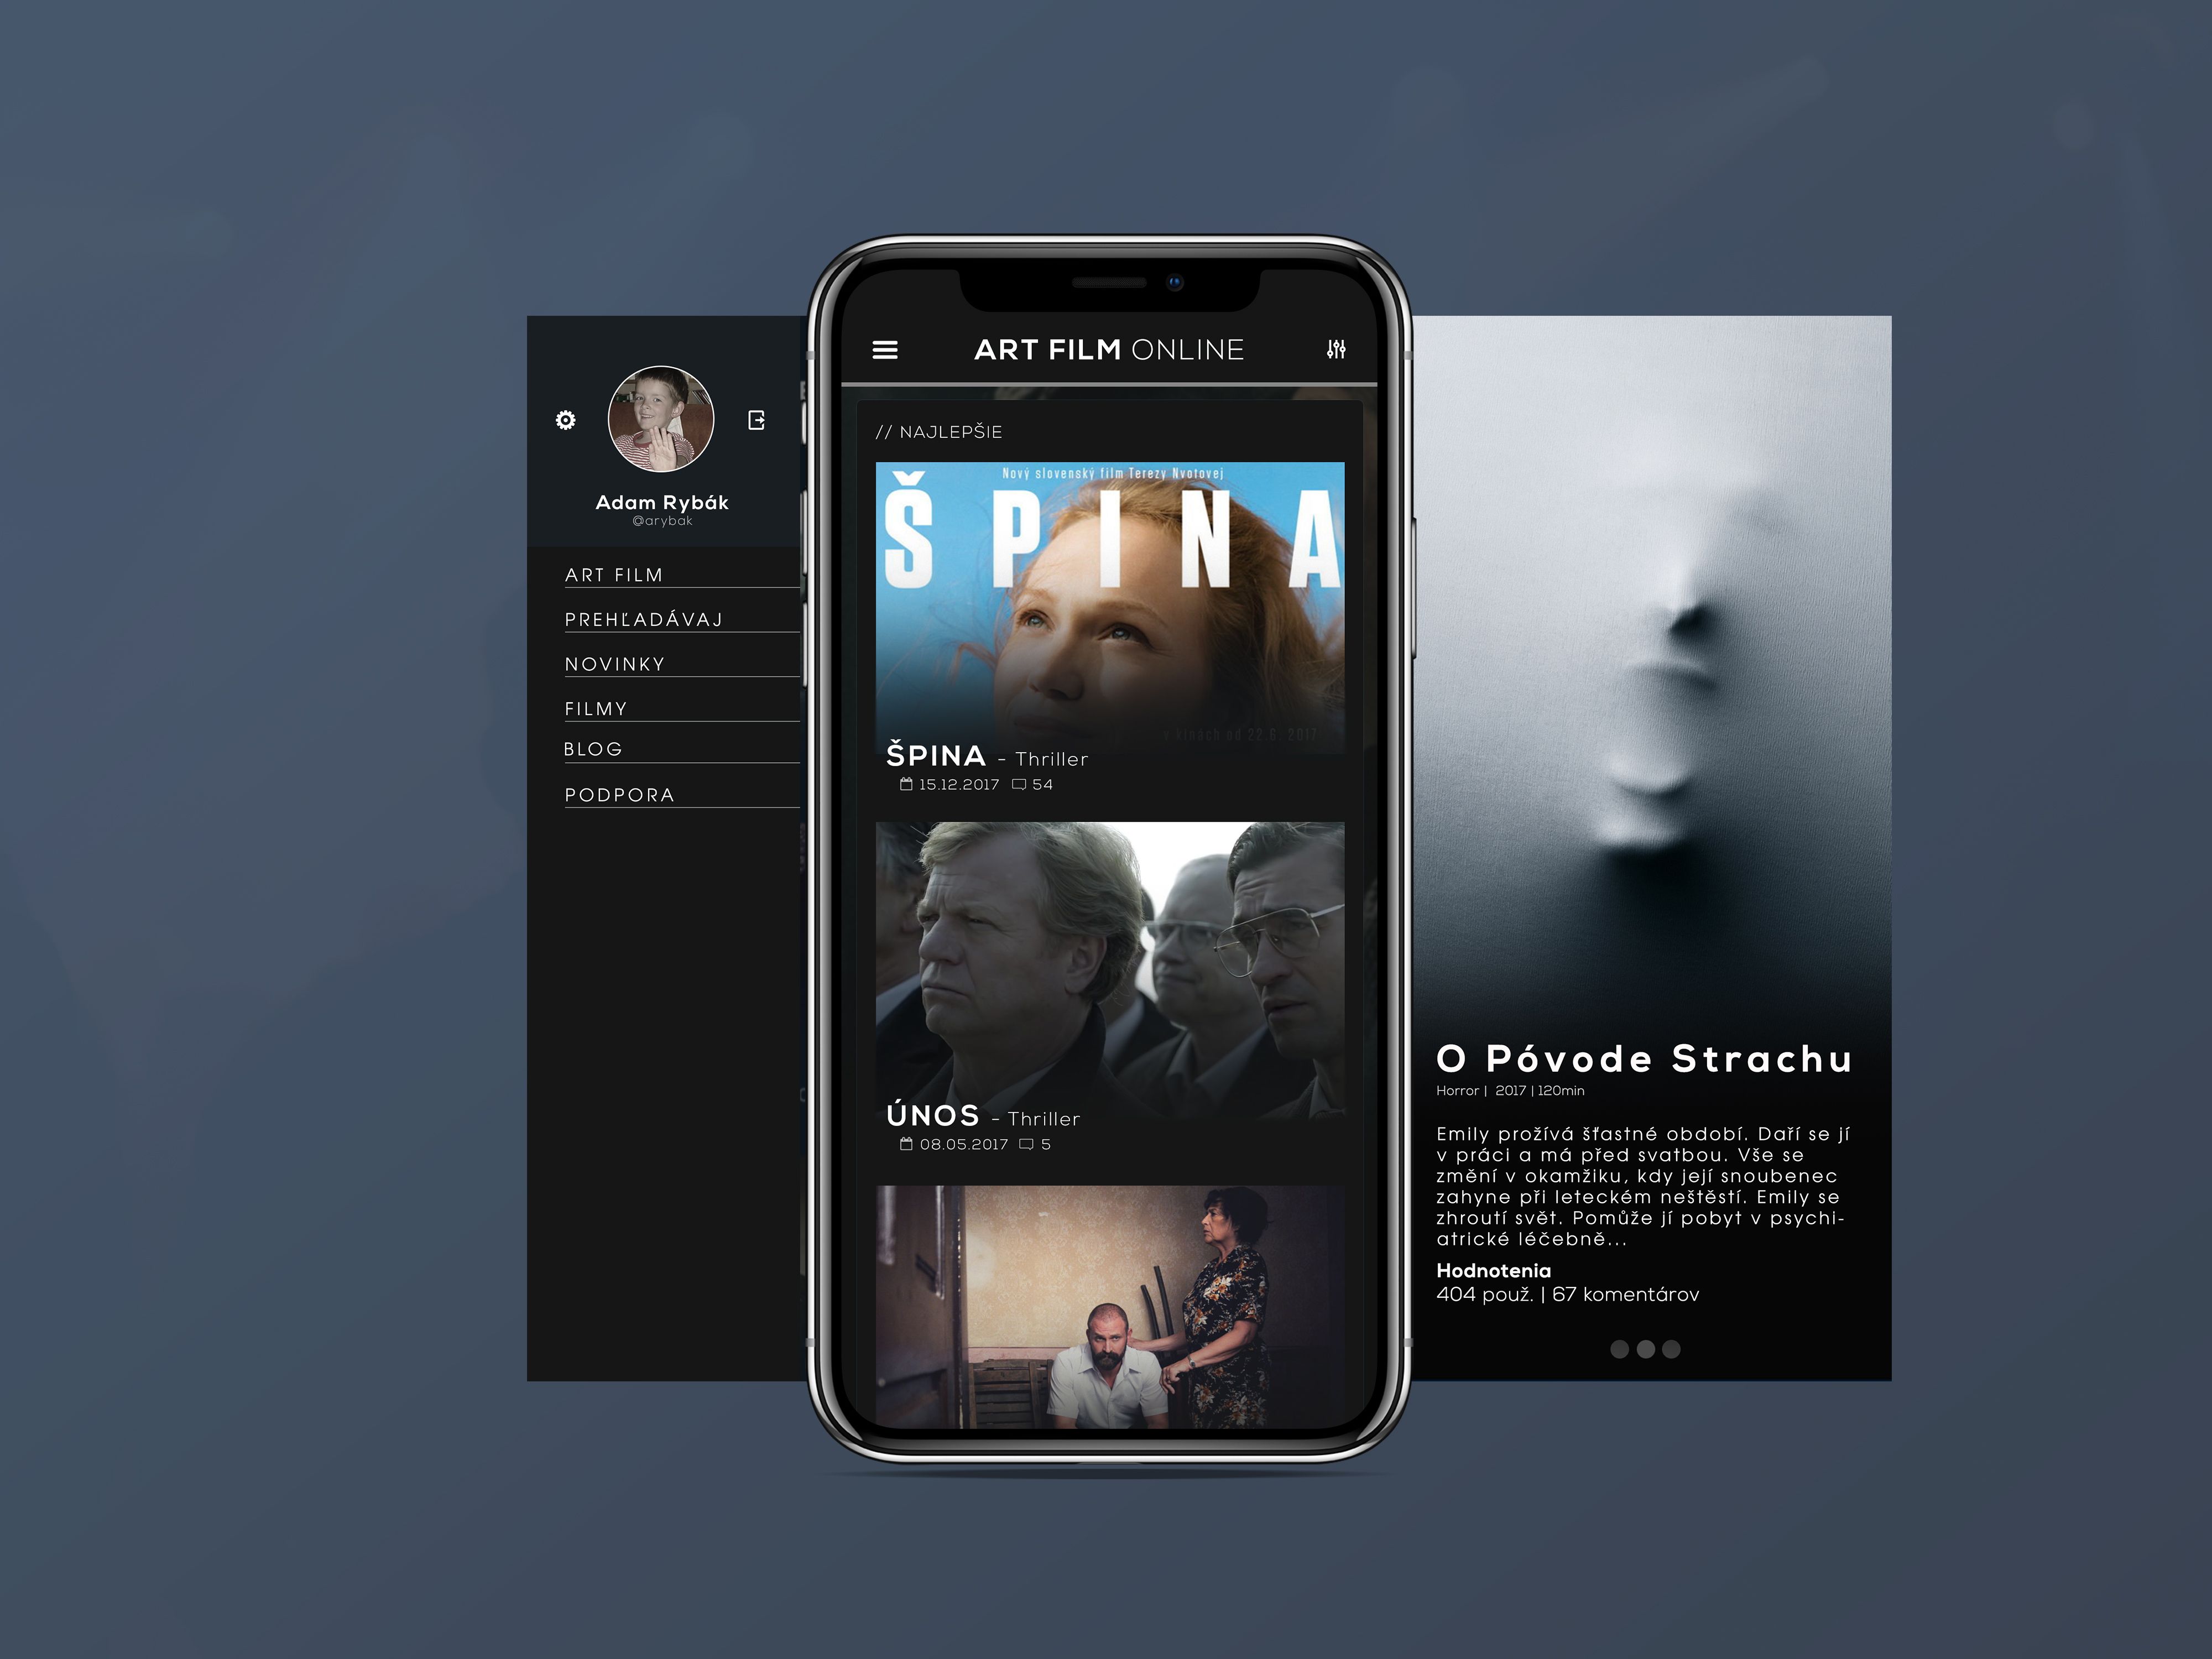 Adam Rybák
@arybak
ART FILM
PREHĽADÁVAJ
NOVINKY
FILMY
BLOG
PODPORA
ART FILM ONLINE
// NAJLEPŠIE
Nový slovenský film Terezy Nvotovej
ŠPINA
v kinách od 22.6. 2017
ŠPINA - Thriller
15.12.2017 54
ÚNOS - Thriller
08.05.2017 5
O Póvode Strachu
Horror | 2017 | 120min
Emily prožívá šťastné období. Daří se jí
v práci a má před svatbou. Vše se
změní v okamžiku, kdy její snoubenec
zahyne při leteckém neštěstí. Emily se
zhroutí svět. Pomůže jí pobyt v psychi-
atrické léčebně...
Hodnotenia
404 použ. | 67 komentárov